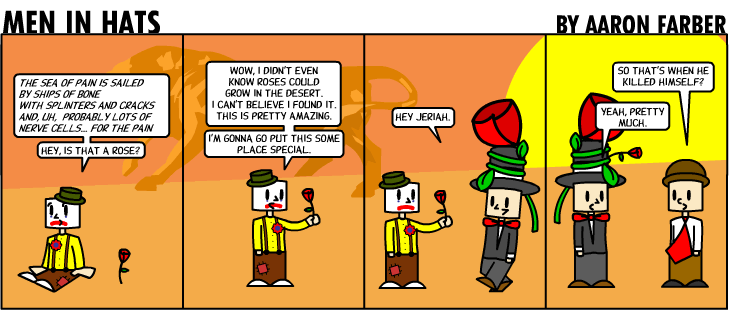 MEN IN HATS
BY AARON FARBER
THE SEA OF PAIN IS SAILED
BY SHIPS OF BONE
WITH SPLINTERS AND CRACKS
AND, UH, PROBABLY LOTS OF
NERVE CELLS... FOR THE PAIN
HEY, IS THAT A ROSE?
WOW, I DIDN'T EVEN
KNOW ROSES COULD
GROW IN THE DESERT.
I CAN'T BELIEVE I FOUND IT.
THIS IS PRETTY AMAZING.
I'M GONNA GO PUT THIS SOME
PLACE SPECIAL.
HEY JERIAH.
SO THAT'S WHEN HE
KILLED HIMSELF?
YEAH, PRETTY
MUCH.